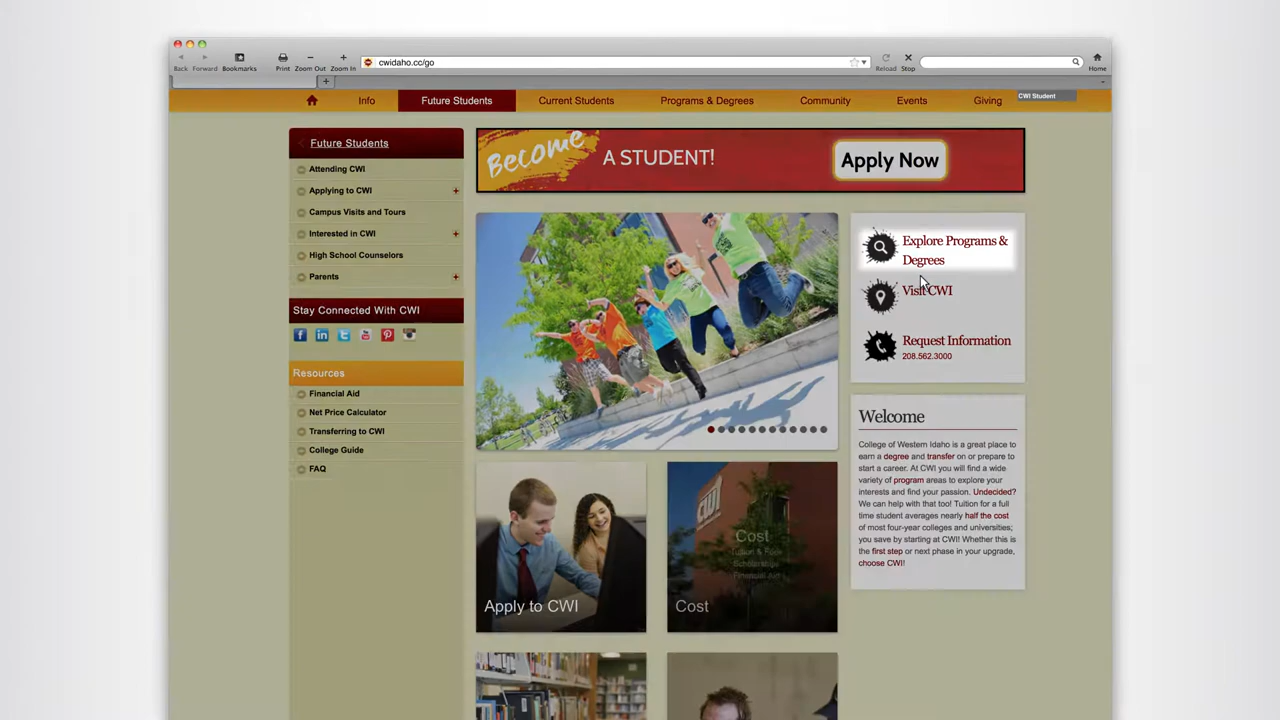 Back Forward Bookmarks Print Zoom Out Zoom In cwidaho.cc/go Reload Stop Home
Info Future Students Current Students Programs & Degrees Community Events Giving CWI Student
Future Students
Attending CWI
Applying to CWI +
Campus Visits and Tours
Interested in CWI +
High School Counselors
Parents +
Stay Connected With CWI
Resources
Financial Aid
Net Price Calculator
Transferring to CWI
College Guide
FAQ
Become A STUDENT! Apply Now
Apply to CWI
CWI
Cost
Tuition & Fees
Scholarships
Financial Aid
Cost
Explore Programs &
Degrees
Visit CWI
Request Information
208.562.3000
Welcome
College of Western Idaho is a great place to
earn a degree and transfer on or prepare to
start a career. At CWI you will find a wide
variety of program areas to explore your
interests and find your passion. Undecided?
We can help with that too! Tuition for a full
time student averages nearly half the cost
of most four-year colleges and universities;
you save by starting at CWI! Whether this is
the first step or next phase in your upgrade,
choose CWI!